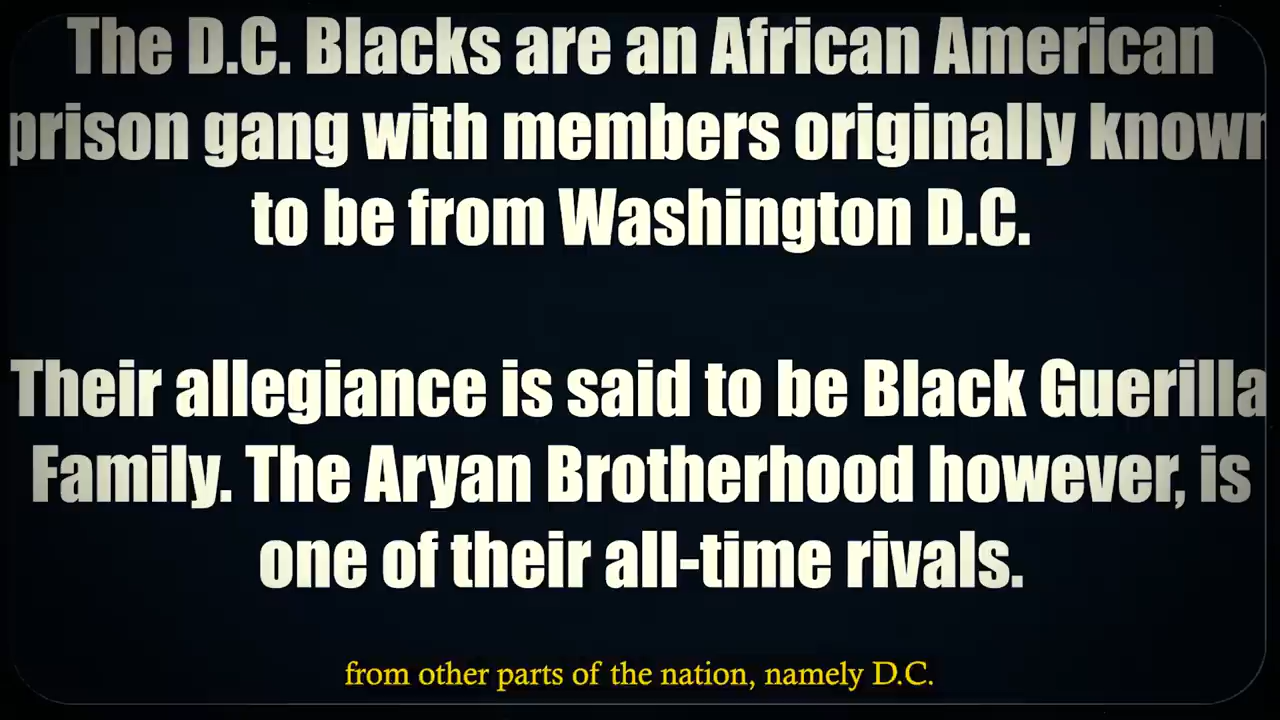 The D.C. Blacks are an African American
prison gang with members originally known
to be from Washington D.C.
Their allegiance is said to be Black Guerilla
Family. The Aryan Brotherhood however, is
one of their all-time rivals.
from other parts of the nation, namely D.C.